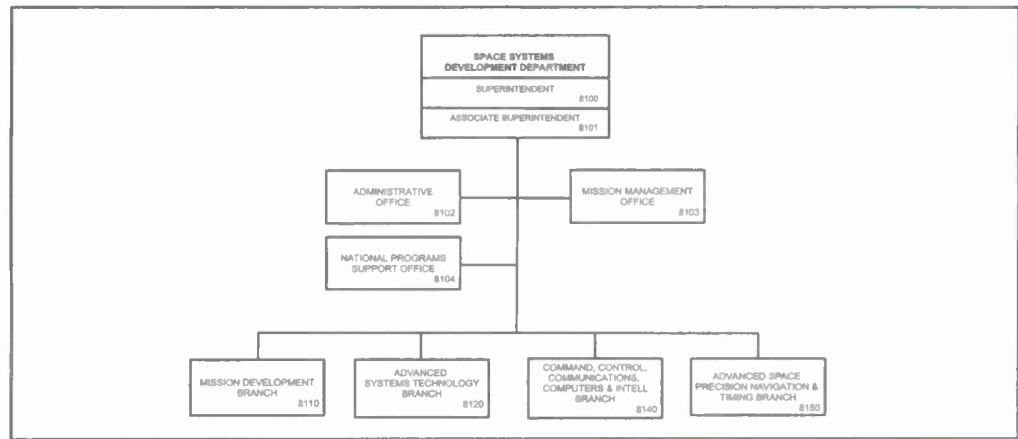 SPACE SYSTEMS
DEVELOPMENT DEPARTMENT
SUPERINTENDENT
8100
ASSOCIATE SUPERINTENDENT
8101
ADMINISTRATIVE
OFFICE
8102
MISSION MANAGEMENT
OFFICE
8103
NATIONAL PROGRAMS
SUPPORT OFFICE
8104
MISSION DEVELOPMENT
BRANCH
8110
ADVANCED
SYSTEMS TECHNOLOGY
BRANCH
8120
COMMAND, CONTROL,
COMMUNICATIONS,
COMPUTERS & INTELL
BRANCH
8140
ADVANCED SPACE
PRECISION NAVIGATION &
TIMING BRANCH